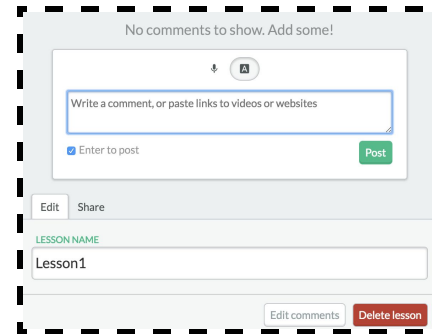 No comments to show. Add some!
A
Write a comment, or paste links to videos or websites
Enter to post
Post
Edit Share
LESSON NAME
Lesson1
Edit comments Delete lesson